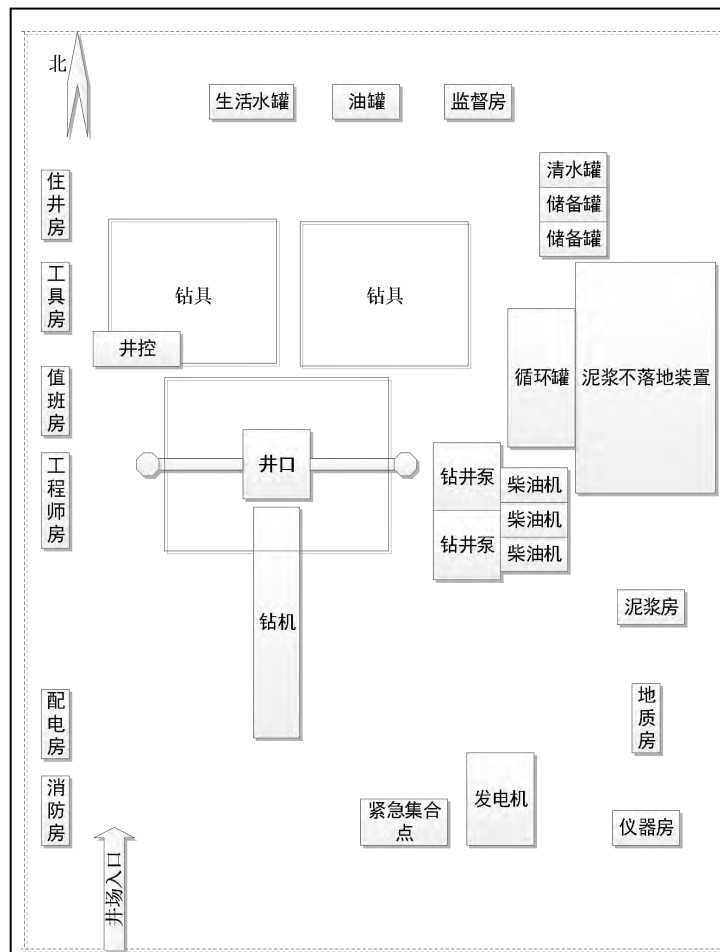 北
生活水罐
油罐
监督房
清水罐
储备罐
储备罐
住井房
工具房
钻具
钻具
井控
循环罐
泥浆不落地装置
值班房
井口
工程师房
钻井泵
钻井泵
柴油机
柴油机
柴油机
钻机
泥浆房
配电房
地质房
消防房
紧急集合
点
发电机
仪器房
井场入口